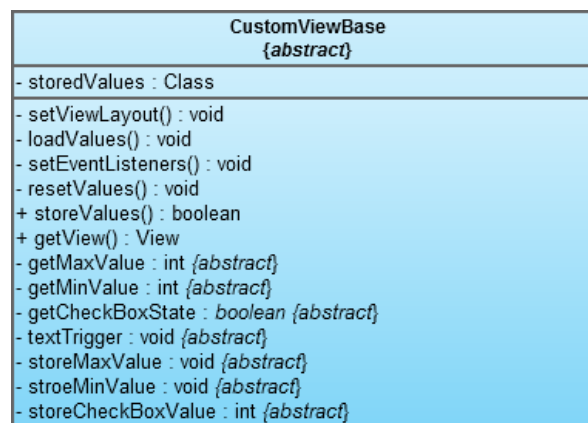 CustomViewBase
{abstract}
- storedValues : Class
- setViewLayout() : void
- loadValues() : void
- setEventListeners() : void
- resetValues() : void
+ storeValues() : boolean
+ getView() : View
- getMaxValue : int {abstract}
- getMinValue : int {abstract}
- getCheckBoxState : boolean {abstract}
- textTrigger : void {abstract}
- storeMaxValue : void {abstract}
- stroeMinValue : void {abstract}
- storeCheckBoxValue : int {abstract}